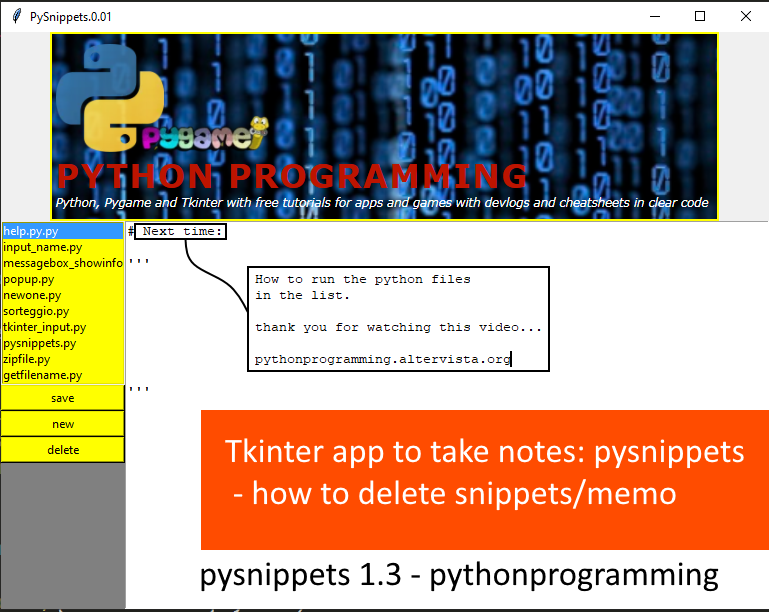 PySnippets.0.01
pygame
PYTHON PROGRAMMING
Python, Pygame and Tkinter with free tutorials for apps and games with devlogs and cheatsheets in clear code
help.py.py
input_name.py
messagebox_showinfo
popup.py
newone.py
sorteggio.py
tkinter_input.py
pysnippets.py
zipfile.py
getfilename.py
save
new
delete
# Next time:
'''
How to run the python files
in the list.
thank you for watching this video...
pythonprogramming.altervista.org
'''
Tkinter app to take notes: pysnippets
- how to delete snippets/memo
pysnippets 1.3 - pythonprogramming